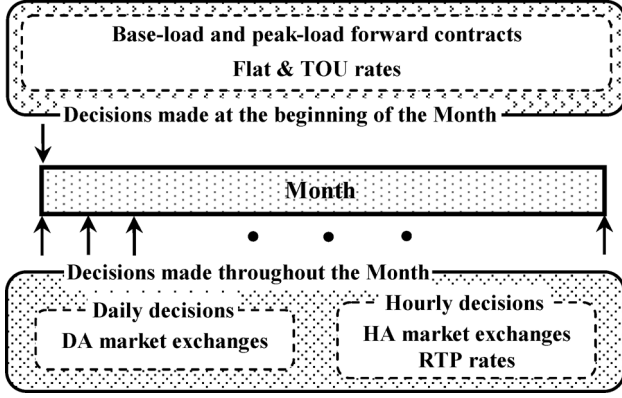 Base-load and peak-load forward contracts
Flat & TOU rates
Decisions made at the beginning of the Month
Month
Decisions made throughout the Month
Daily decisions
DA market exchanges
Hourly decisions
HA market exchanges
RTP rates